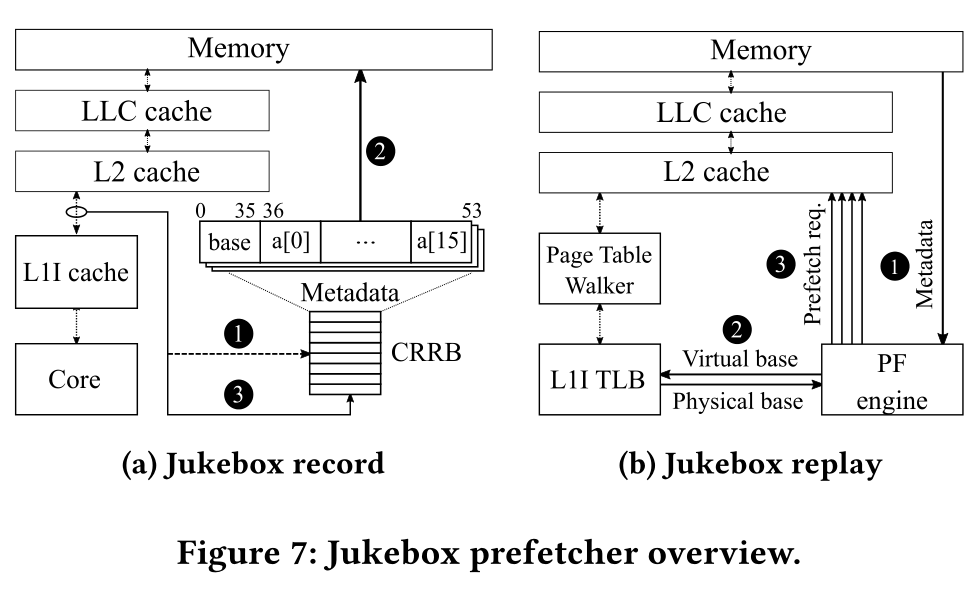 Memory
LLC cache
L2 cache
2
0 35 36 53
base a[0] ... a[15]
L1I cache
Metadata
1
CRRB
Core
3
(a) Jukebox record
Memory
LLC cache
L2 cache
Page Table
Walker
3
Prefetch req.
1
Metadata
2
L1I TLB
Virtual base
Physical base
PF
engine
(b) Jukebox replay
Figure 7: Jukebox prefetcher overview.